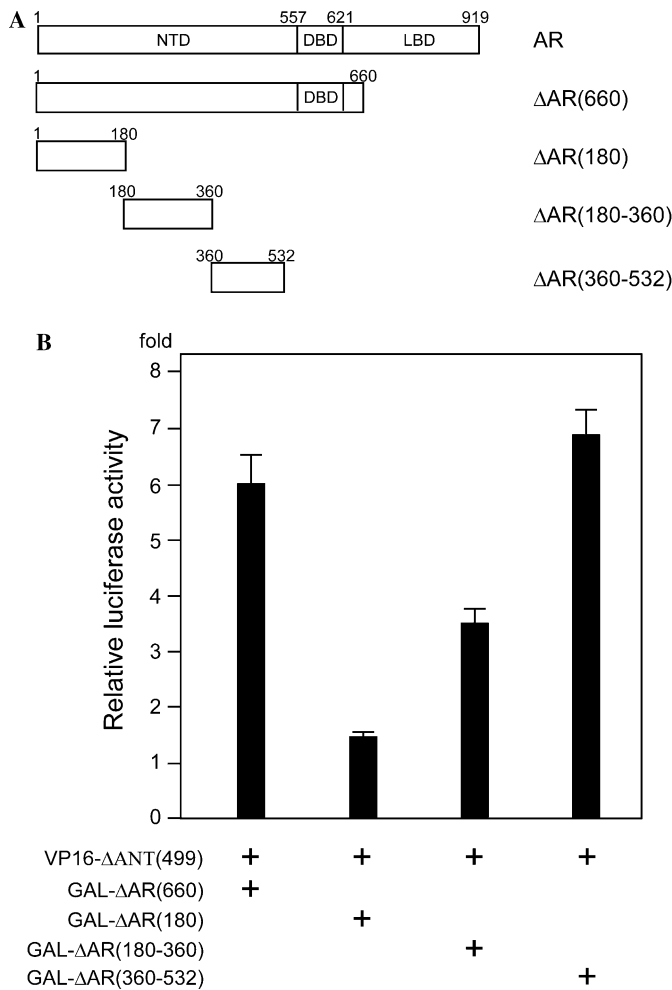 A
1 557 621 919
NTD DBD LBD AR
1 660
DBD ΔAR(660)
1 180
ΔAR(180)
180 360
ΔAR(180-360)
360 532
ΔAR(360-532)
B fold
8
7
6
5
4
3
2
1
0
Relative luciferase activity
VP16-ΔANT(499) + + + +
GAL-ΔAR(660) +
GAL-ΔAR(180) +
GAL-ΔAR(180-360) +
GAL-ΔAR(360-532) +